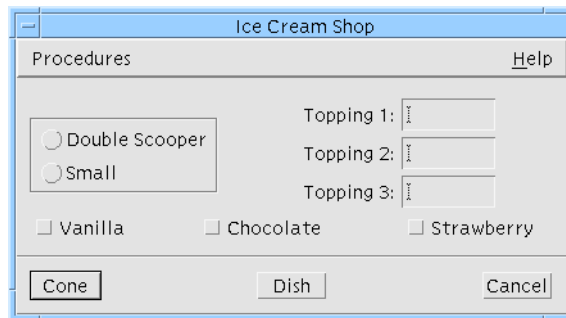 Ice Cream Shop
Procedures Help
Topping 1:
Double Scooper
Topping 2:
Small
Topping 3:
Vanilla Chocolate Strawberry
Cone Dish Cancel